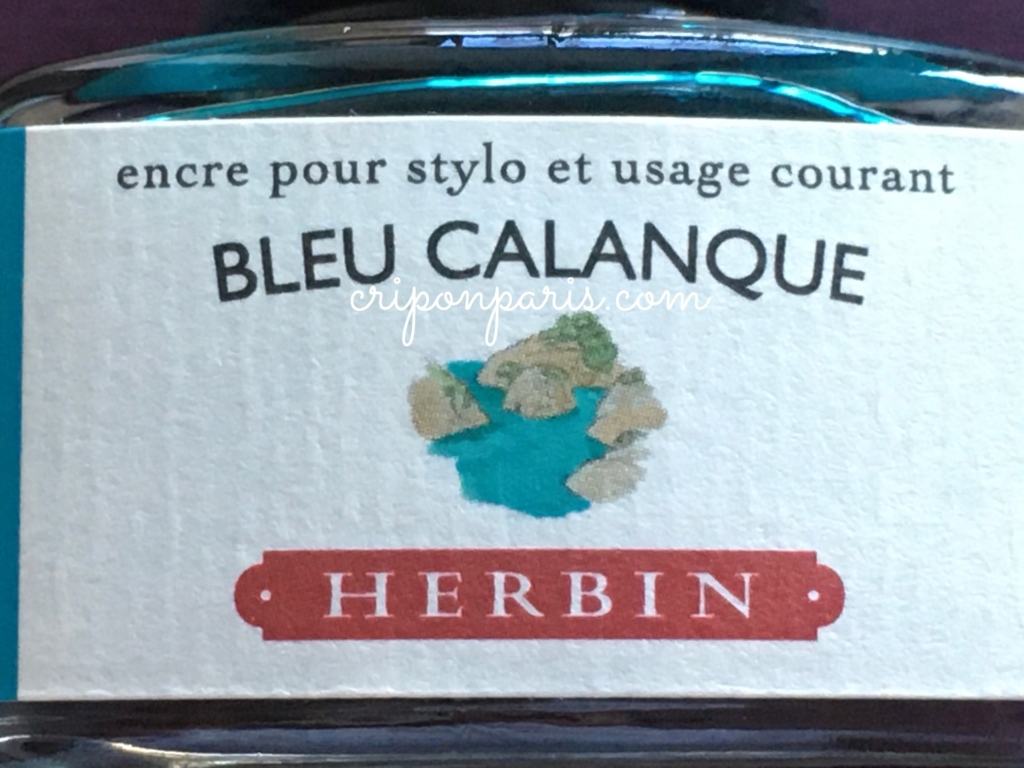 encre pour stylo et usage courant
BLEU CALANQUE
criponparis.com
HERBIN